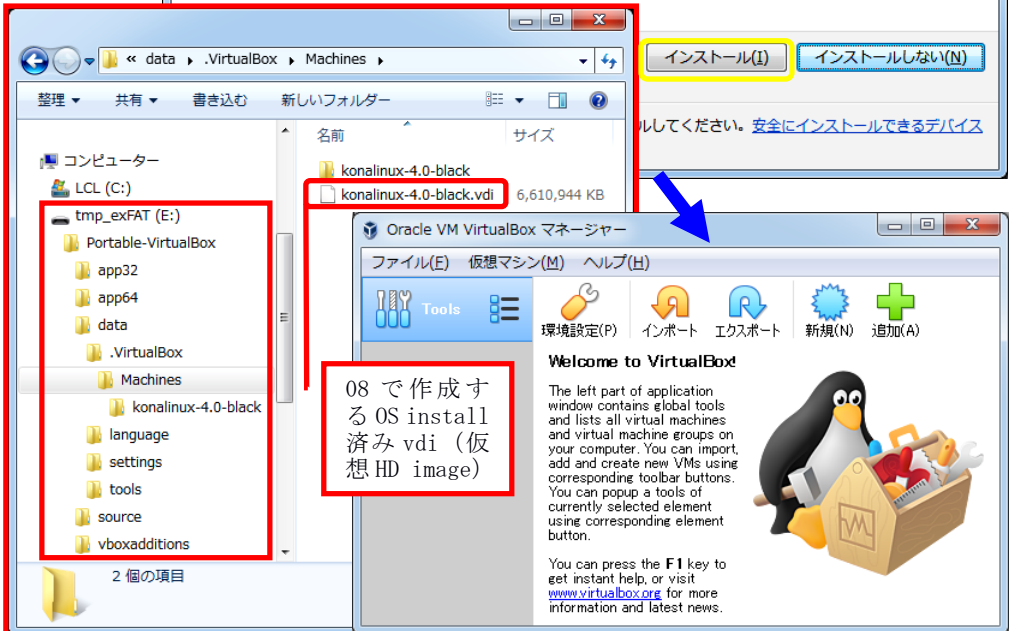 « data ▸ .VirtualBox ▸ Machines ▸
整理 ▼ 共有 ▼ 書き込む 新しいフォルダー
コンピューター
LCL (C:)
tmp_exFAT (E:)
Portable-VirtualBox
app32
app64
data
.VirtualBox
Machines
konalinux-4.0-black
language
settings
tools
source
vboxadditions
名前 サイズ
konalinux-4.0-black
konalinux-4.0-black.vdi 6,610,944 KB
2 個の項目
インストール(I) インストールしない(N)
ルしてください。安全にインストールできるデバイス
08 で作成す
る OS install
済み vdi (仮
想 HD image)
Oracle VM VirtualBox マネージャー
ファイル(F) 仮想マシン(M) ヘルプ(H)
Tools
環境設定(P) インポート エクスポート 新規(N) 追加(A)
Welcome to VirtualBox!
The left part of application
window contains global tools
and lists all virtual machines
and virtual machine groups on
your computer. You can import,
add and create new VMs using
corresponding toolbar buttons.
You can popup a tools of
currently selected element
using corresponding element
button.
You can press the F1 key to
get instant help, or visit
www.virtualbox.org for more
information and latest news.